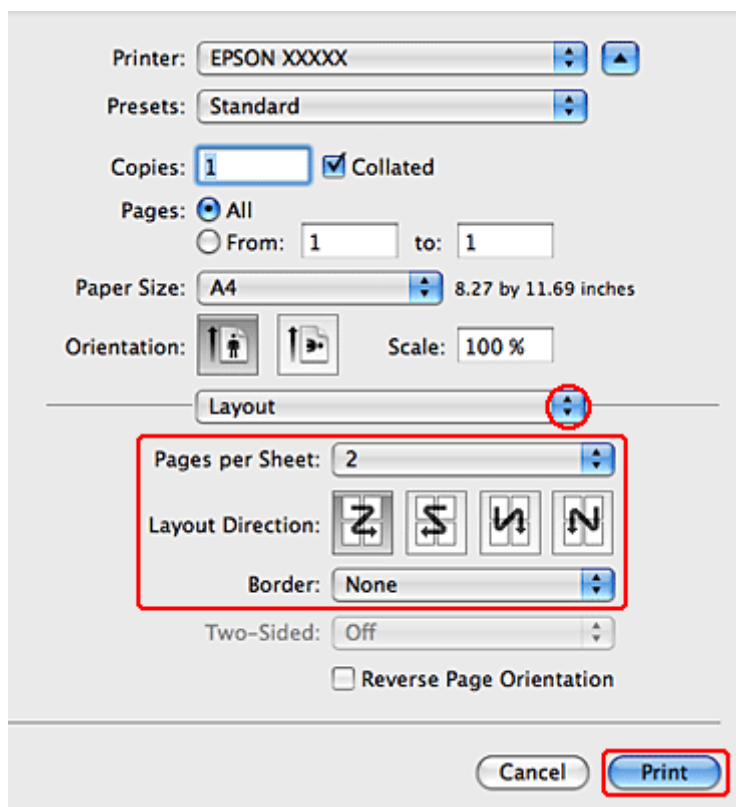 Printer: EPSON XXXXX
Presets: Standard
Copies: 1 Collated
Pages: All
From: 1 to: 1
Paper Size: A4 8.27 by 11.69 inches
Orientation: Scale: 100 %
Layout
Pages per Sheet: 2
Layout Direction:
Border: None
Two-Sided: Off
Reverse Page Orientation
Cancel Print